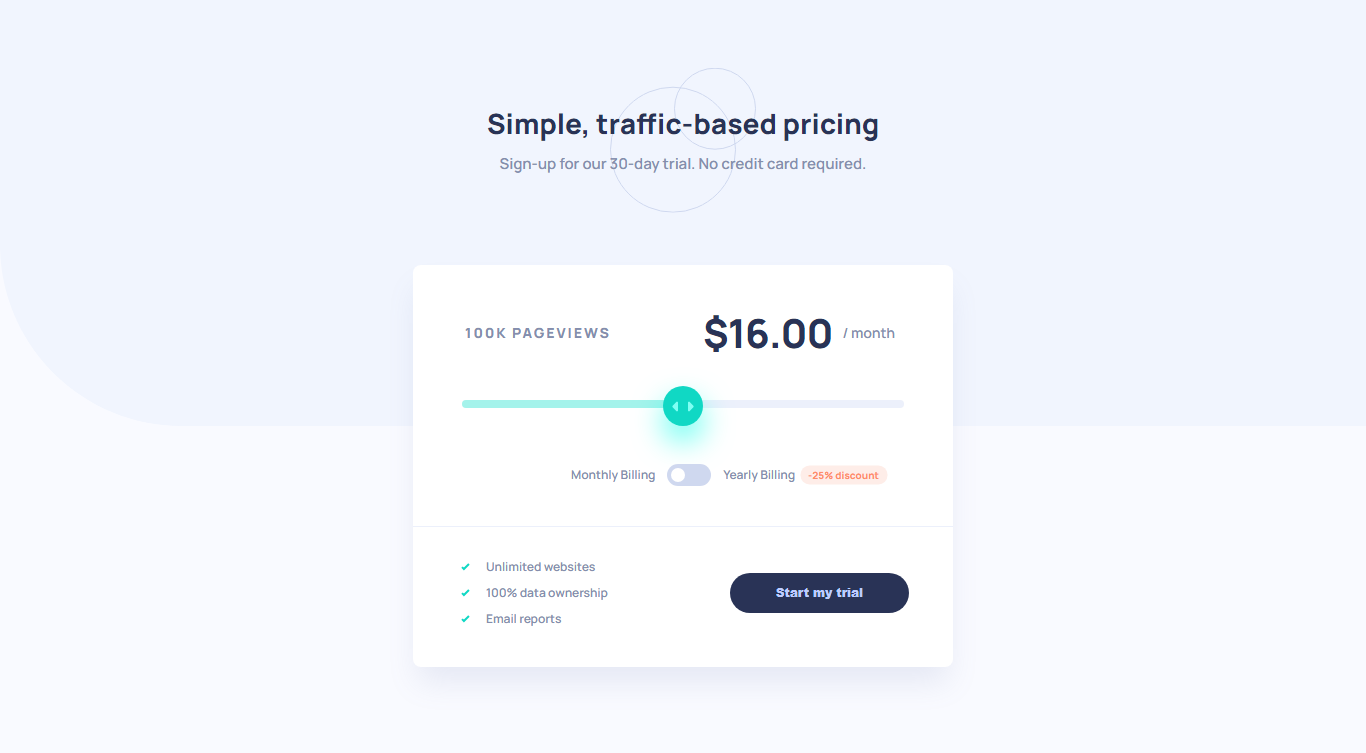 Simple, traffic-based pricing
Sign-up for our 30-day trial. No credit card required.
100K PAGEVIEWS
$16.00 / month
Monthly Billing
Yearly Billing -25% discount
Unlimited websites
100% data ownership
Email reports
Start my trial